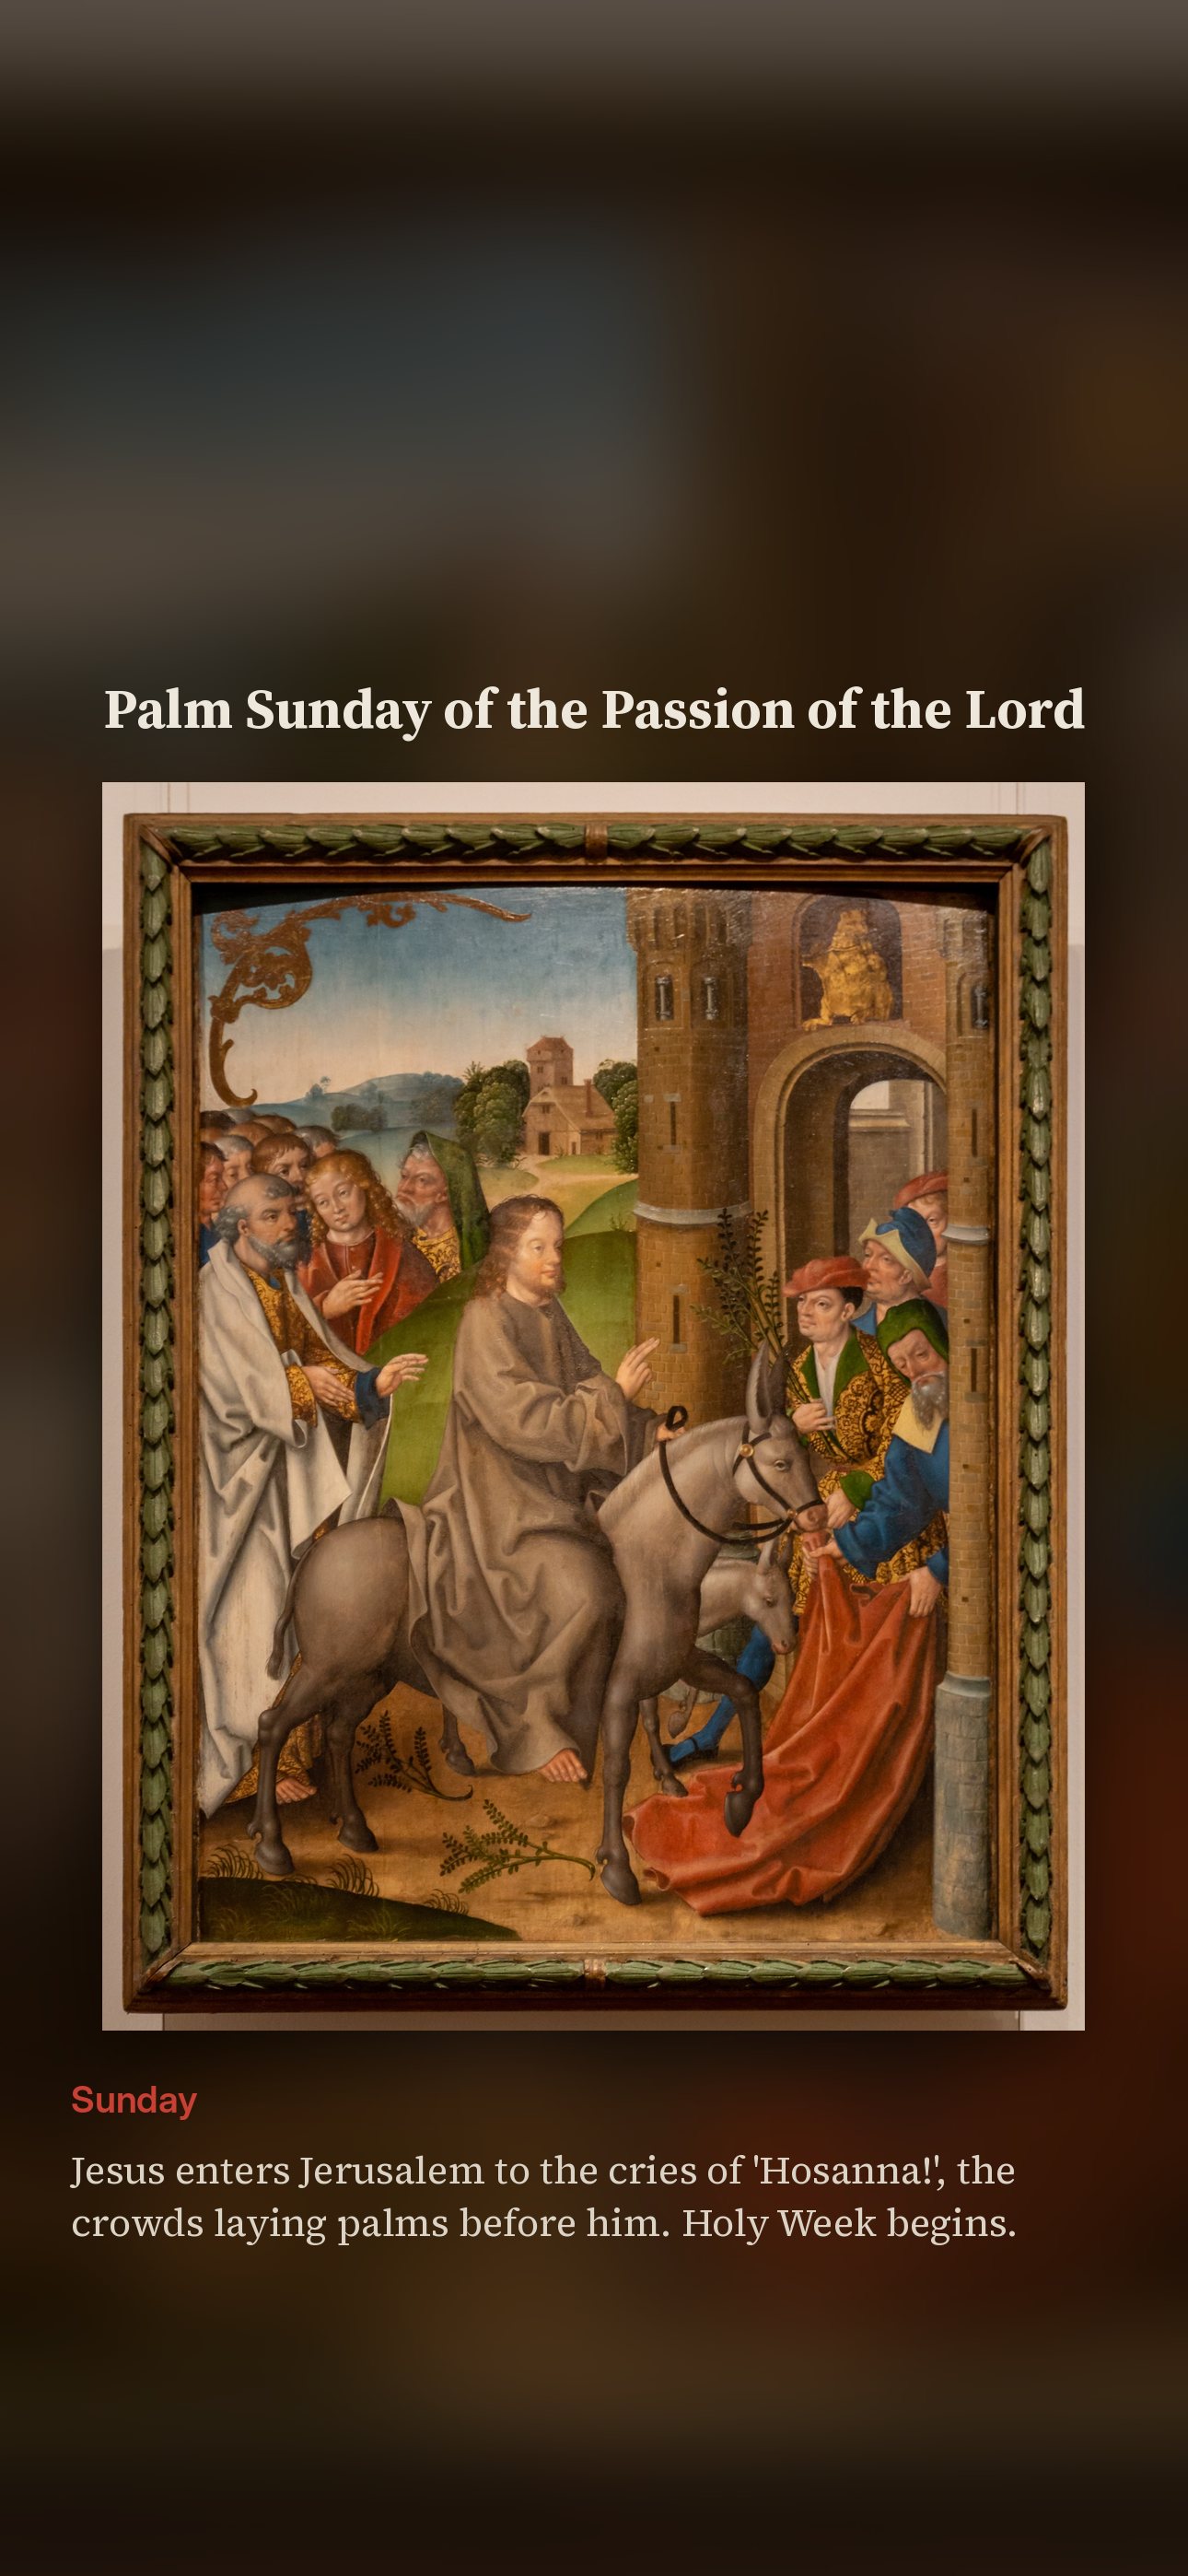 Palm Sunday of the Passion of the Lord
Sunday
Jesus enters Jerusalem to the cries of 'Hosanna!', the
crowds laying palms before him. Holy Week begins.